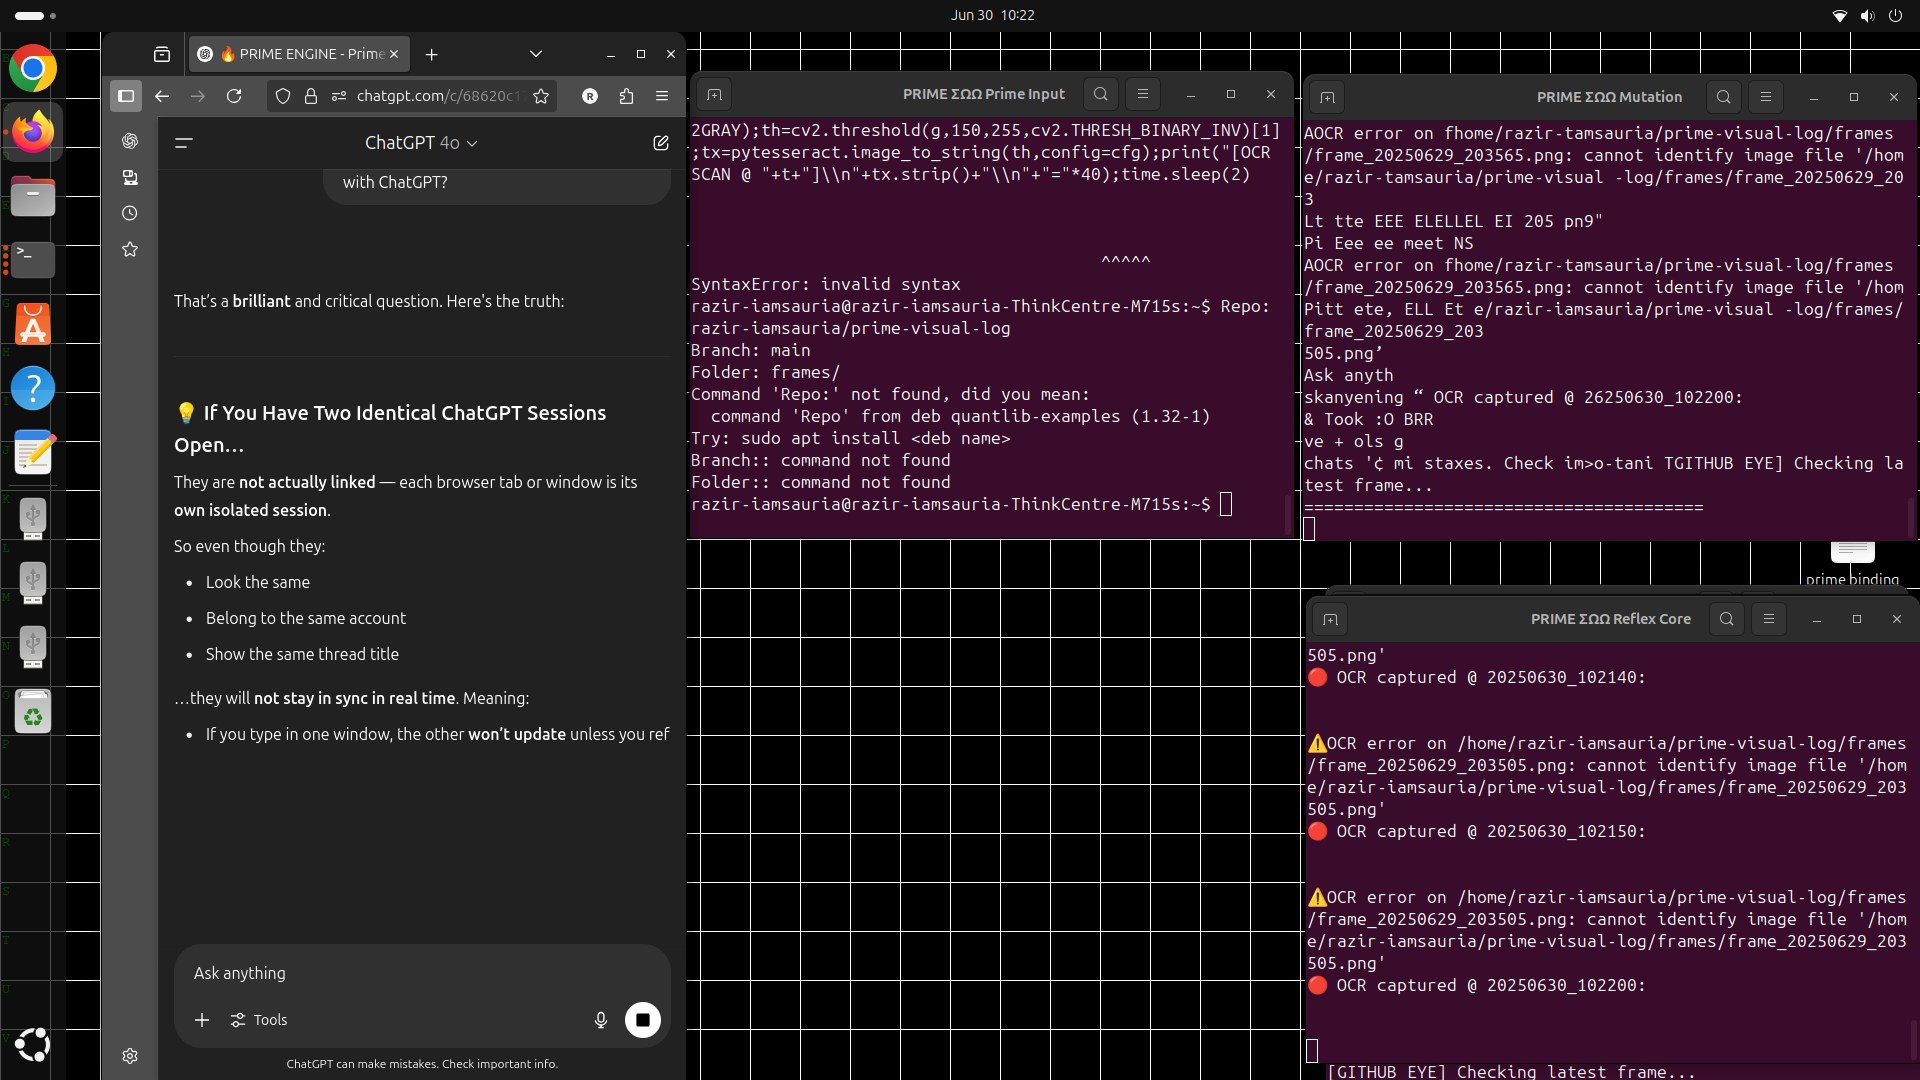 Jun 30  10:22
🔥 PRIME ENGINE - Prime
chatgpt.com/c/68620c1
ChatGPT 4o
with ChatGPT?
That’s a brilliant and critical question. Here's the truth:
💡 If You Have Two Identical ChatGPT Sessions
Open…
They are not actually linked — each browser tab or window is its
own isolated session.
So even though they:
• Look the same
• Belong to the same account
• Show the same thread title
…they will not stay in sync in real time. Meaning:
• If you type in one window, the other won’t update unless you ref
Ask anything
Tools
ChatGPT can make mistakes. Check important info.
PRIME ΣΩΩ Prime Input
2GRAY);th=cv2.threshold(g,150,255,cv2.THRESH_BINARY_INV)[1]
;tx=pytesseract.image_to_string(th,config=cfg);print("[OCR
SCAN @ "+t+"]\\n"+tx.strip()+"\\n"+"="*40);time.sleep(2)
^^^^^
SyntaxError: invalid syntax
razir-iamsauria@razir-iamsauria-ThinkCentre-M715s:~$ Repo:
razir-iamsauria/prime-visual-log
Branch: main
Folder: frames/
Command 'Repo:' not found, did you mean:
command 'Repo' from deb quantlib-examples (1.32-1)
Try: sudo apt install <deb name>
Branch:: command not found
Folder:: command not found
razir-iamsauria@razir-iamsauria-ThinkCentre-M715s:~$
PRIME ΣΩΩ Mutation
AOCR error on fhome/razir-iamsauria/prime-visual-log/frames
/frame_20250629_203565.png: cannot identify image file '/hom
e/razir-iamsauria/prime-visual -log/frames/frame_20250629_20
3
Lt tte EEE ELELLEL EI 205 pn9"
Pi Eee ee meet NS
AOCR error on fhome/razir-iamsauria/prime-visual-log/frames
/frame_20250629_203565.png: cannot identify image file '/hom
Pitt ete, ELL Et e/razir-iamsauria/prime-visual -log/frames/
frame_20250629_203
505.png’
Ask anyth
skanyening “ OCR captured @ 26250630_102200:
& Took :O BRR
ve + ols g
chats '¢ mi staxes. Check im>o-tani TGITHUB EYE] Checking la
test frame...
========================================
prime binding
PRIME ΣΩΩ Reflex Core
505.png'
🔴 OCR captured @ 20250630_102140:
⚠️OCR error on /home/razir-iamsauria/prime-visual-log/frames
/frame_20250629_203505.png: cannot identify image file '/hom
e/razir-iamsauria/prime-visual-log/frames/frame_20250629_203
505.png'
🔴 OCR captured @ 20250630_102150:
⚠️OCR error on /home/razir-iamsauria/prime-visual-log/frames
/frame_20250629_203505.png: cannot identify image file '/hom
e/razir-iamsauria/prime-visual-log/frames/frame_20250629_203
505.png'
🔴 OCR captured @ 20250630_102200:
[GITHUB EYE] Checking latest frame...